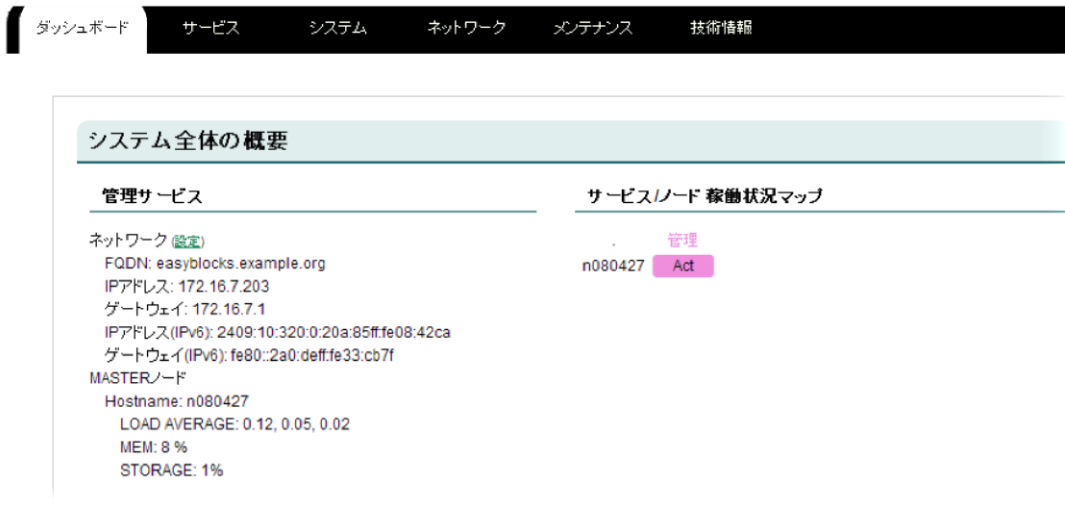 ダッシュボード サービス システム ネットワーク メンテナンス 技術情報
システム全体の概要
管理サービス
ネットワーク (設定)
FQDN: easyblocks.example.org
IPアドレス: 172.16.7.203
ゲートウェイ: 172.16.7.1
IPアドレス(IPv6): 2409:10:320:0:20a:85ff:fe08:42ca
ゲートウェイ(IPv6): fe80::2a0:deff:fe33:cb7f
MASTERノード
Hostname: n080427
LOAD AVERAGE: 0.12, 0.05, 0.02
MEM: 8 %
STORAGE: 1%
サービス/ノード 稼働状況マップ
. 管理
n080427 Act